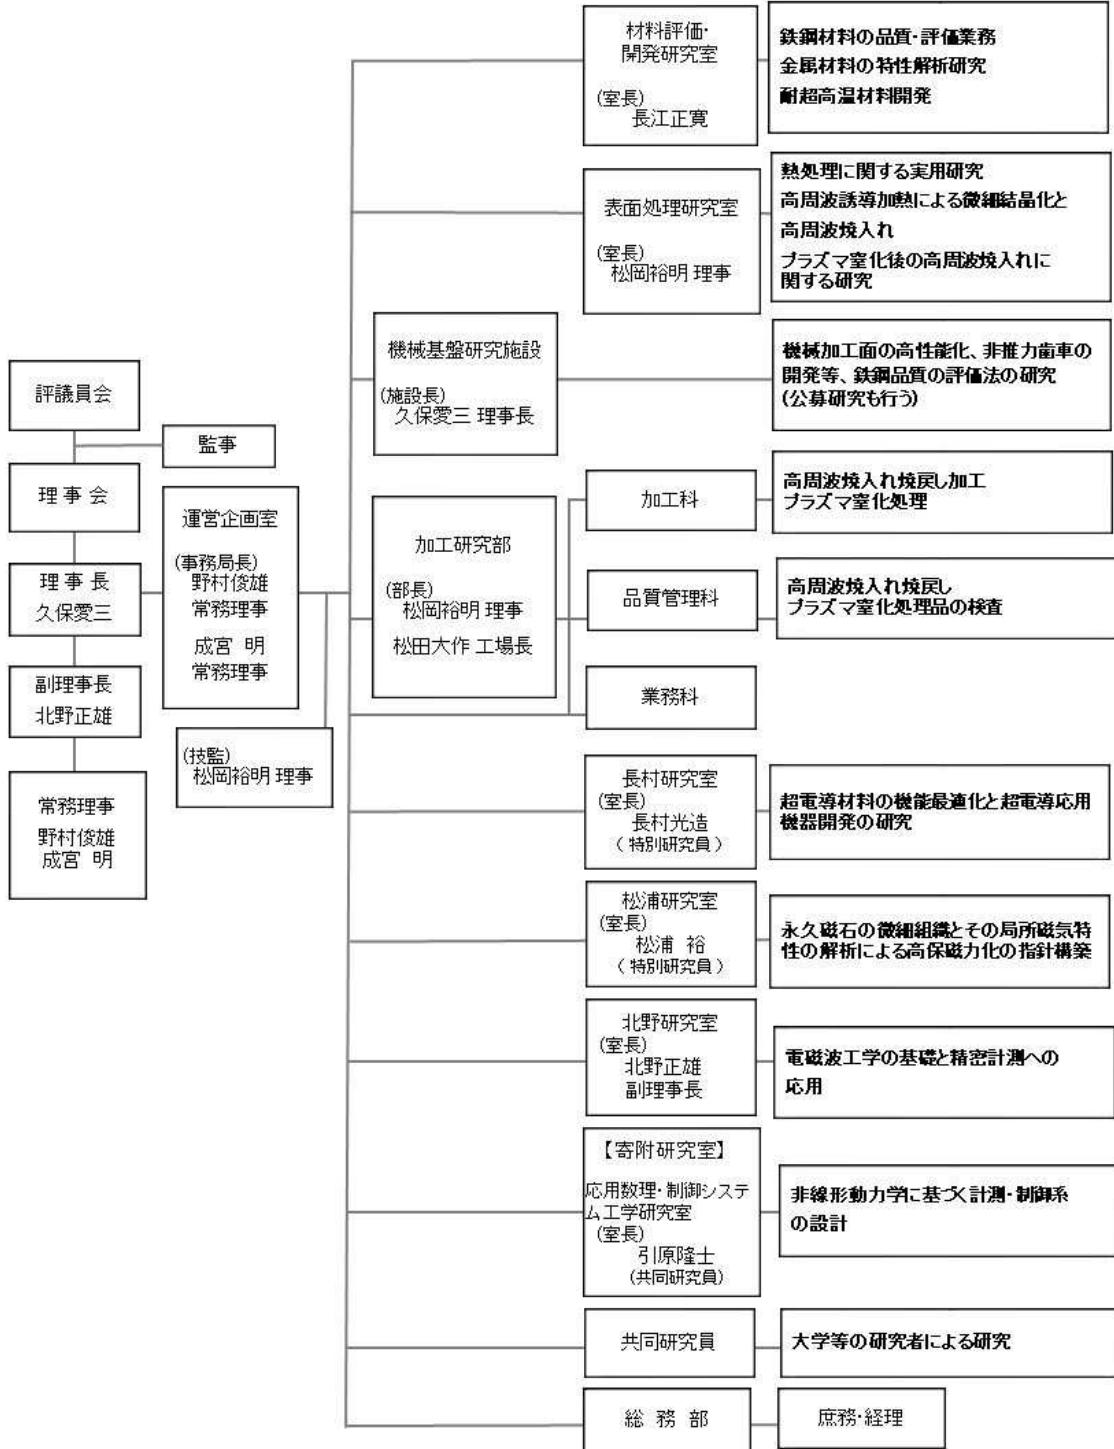 評議員会
監事
理事会
理事長
久保愛三
副理事長
北野正雄
常務理事
野村俊雄
成宮 明
運営企画室
(事務局長)
野村俊雄
常務理事
成宮 明
常務理事
(技監)
松岡裕明 理事
材料評価・
開発研究室
(室長)
長江正寛
鉄鋼材料の品質・評価業務
金属材料の特性解析研究
耐超高温材料開発
表面処理研究室
(室長)
松岡裕明 理事
熱処理に関する実用研究
高周波誘導加熱による微細結晶化と
高周波焼入れ
プラズマ窒化後の高周波焼入れに
関する研究
機械基盤研究施設
(施設長)
久保愛三 理事長
機械加工面の高性能化、非推力歯車の
開発等、鉄鋼品質の評価法の研究
(公募研究も行う)
加工研究部
(部長)
松岡裕明 理事
松田大作 工場長
加工科
高周波焼入れ焼戻し加工
プラズマ窒化処理
品質管理科
高周波焼入れ焼戻し
プラズマ窒化処理品の検査
業務科
長村研究室
(室長)
長村光造
(特別研究員)
超電導材料の機能最適化と超電導応用
機器開発の研究
松浦研究室
(室長)
松浦 裕
(特別研究員)
永久磁石の微細組織とその局所磁気特
性の解析による高保磁力化の指針構築
北野研究室
(室長)
北野正雄
副理事長
電磁波工学の基礎と精密計測への
応用
【寄附研究室】
応用数理・制御システ
ム工学研究室
(室長)
引原隆士
(共同研究員)
非線形動力学に基づく計測・制御系
の設計
共同研究員
大学等の研究者による研究
総務部
庶務・経理